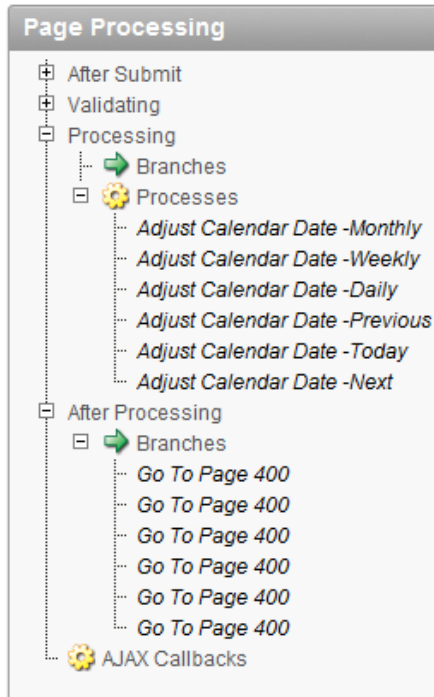 Page Processing
After Submit
Validating
Processing
Branches
Processes
Adjust Calendar Date -Monthly
Adjust Calendar Date -Weekly
Adjust Calendar Date -Daily
Adjust Calendar Date -Previous
Adjust Calendar Date -Today
Adjust Calendar Date -Next
After Processing
Branches
Go To Page 400
Go To Page 400
Go To Page 400
Go To Page 400
Go To Page 400
Go To Page 400
AJAX Callbacks